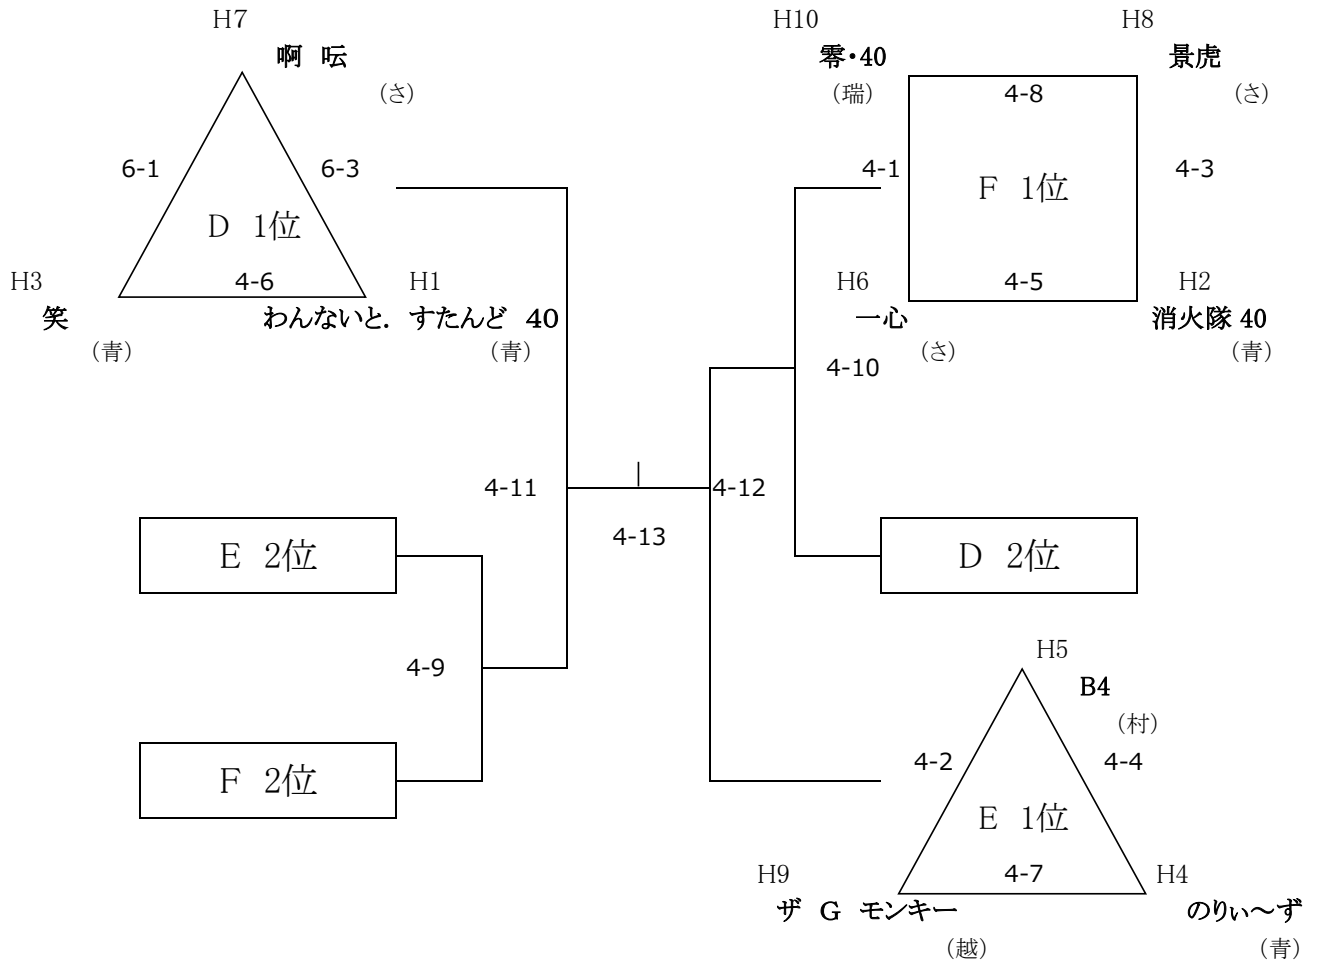 H7
H10
H8
啊 呍
零・40
景虎
（さ）
（瑞）
4-8
（さ）
6-1
6-3
4-1
F 1位
4-3
D 1位
H3
4-6
H1
H6
4-5
H2
笑
わんないと．すたんど 40
一心
消火隊 40
（青）
（青）
（さ）
（青）
4-10
4-11
4-12
4-13
E 2位
D 2位
4-9
H5
B4
（村）
4-2
4-4
F 2位
E 1位
H9
4-7
H4
ザ G モンキー
のりぃ～ず
（越）
（青）